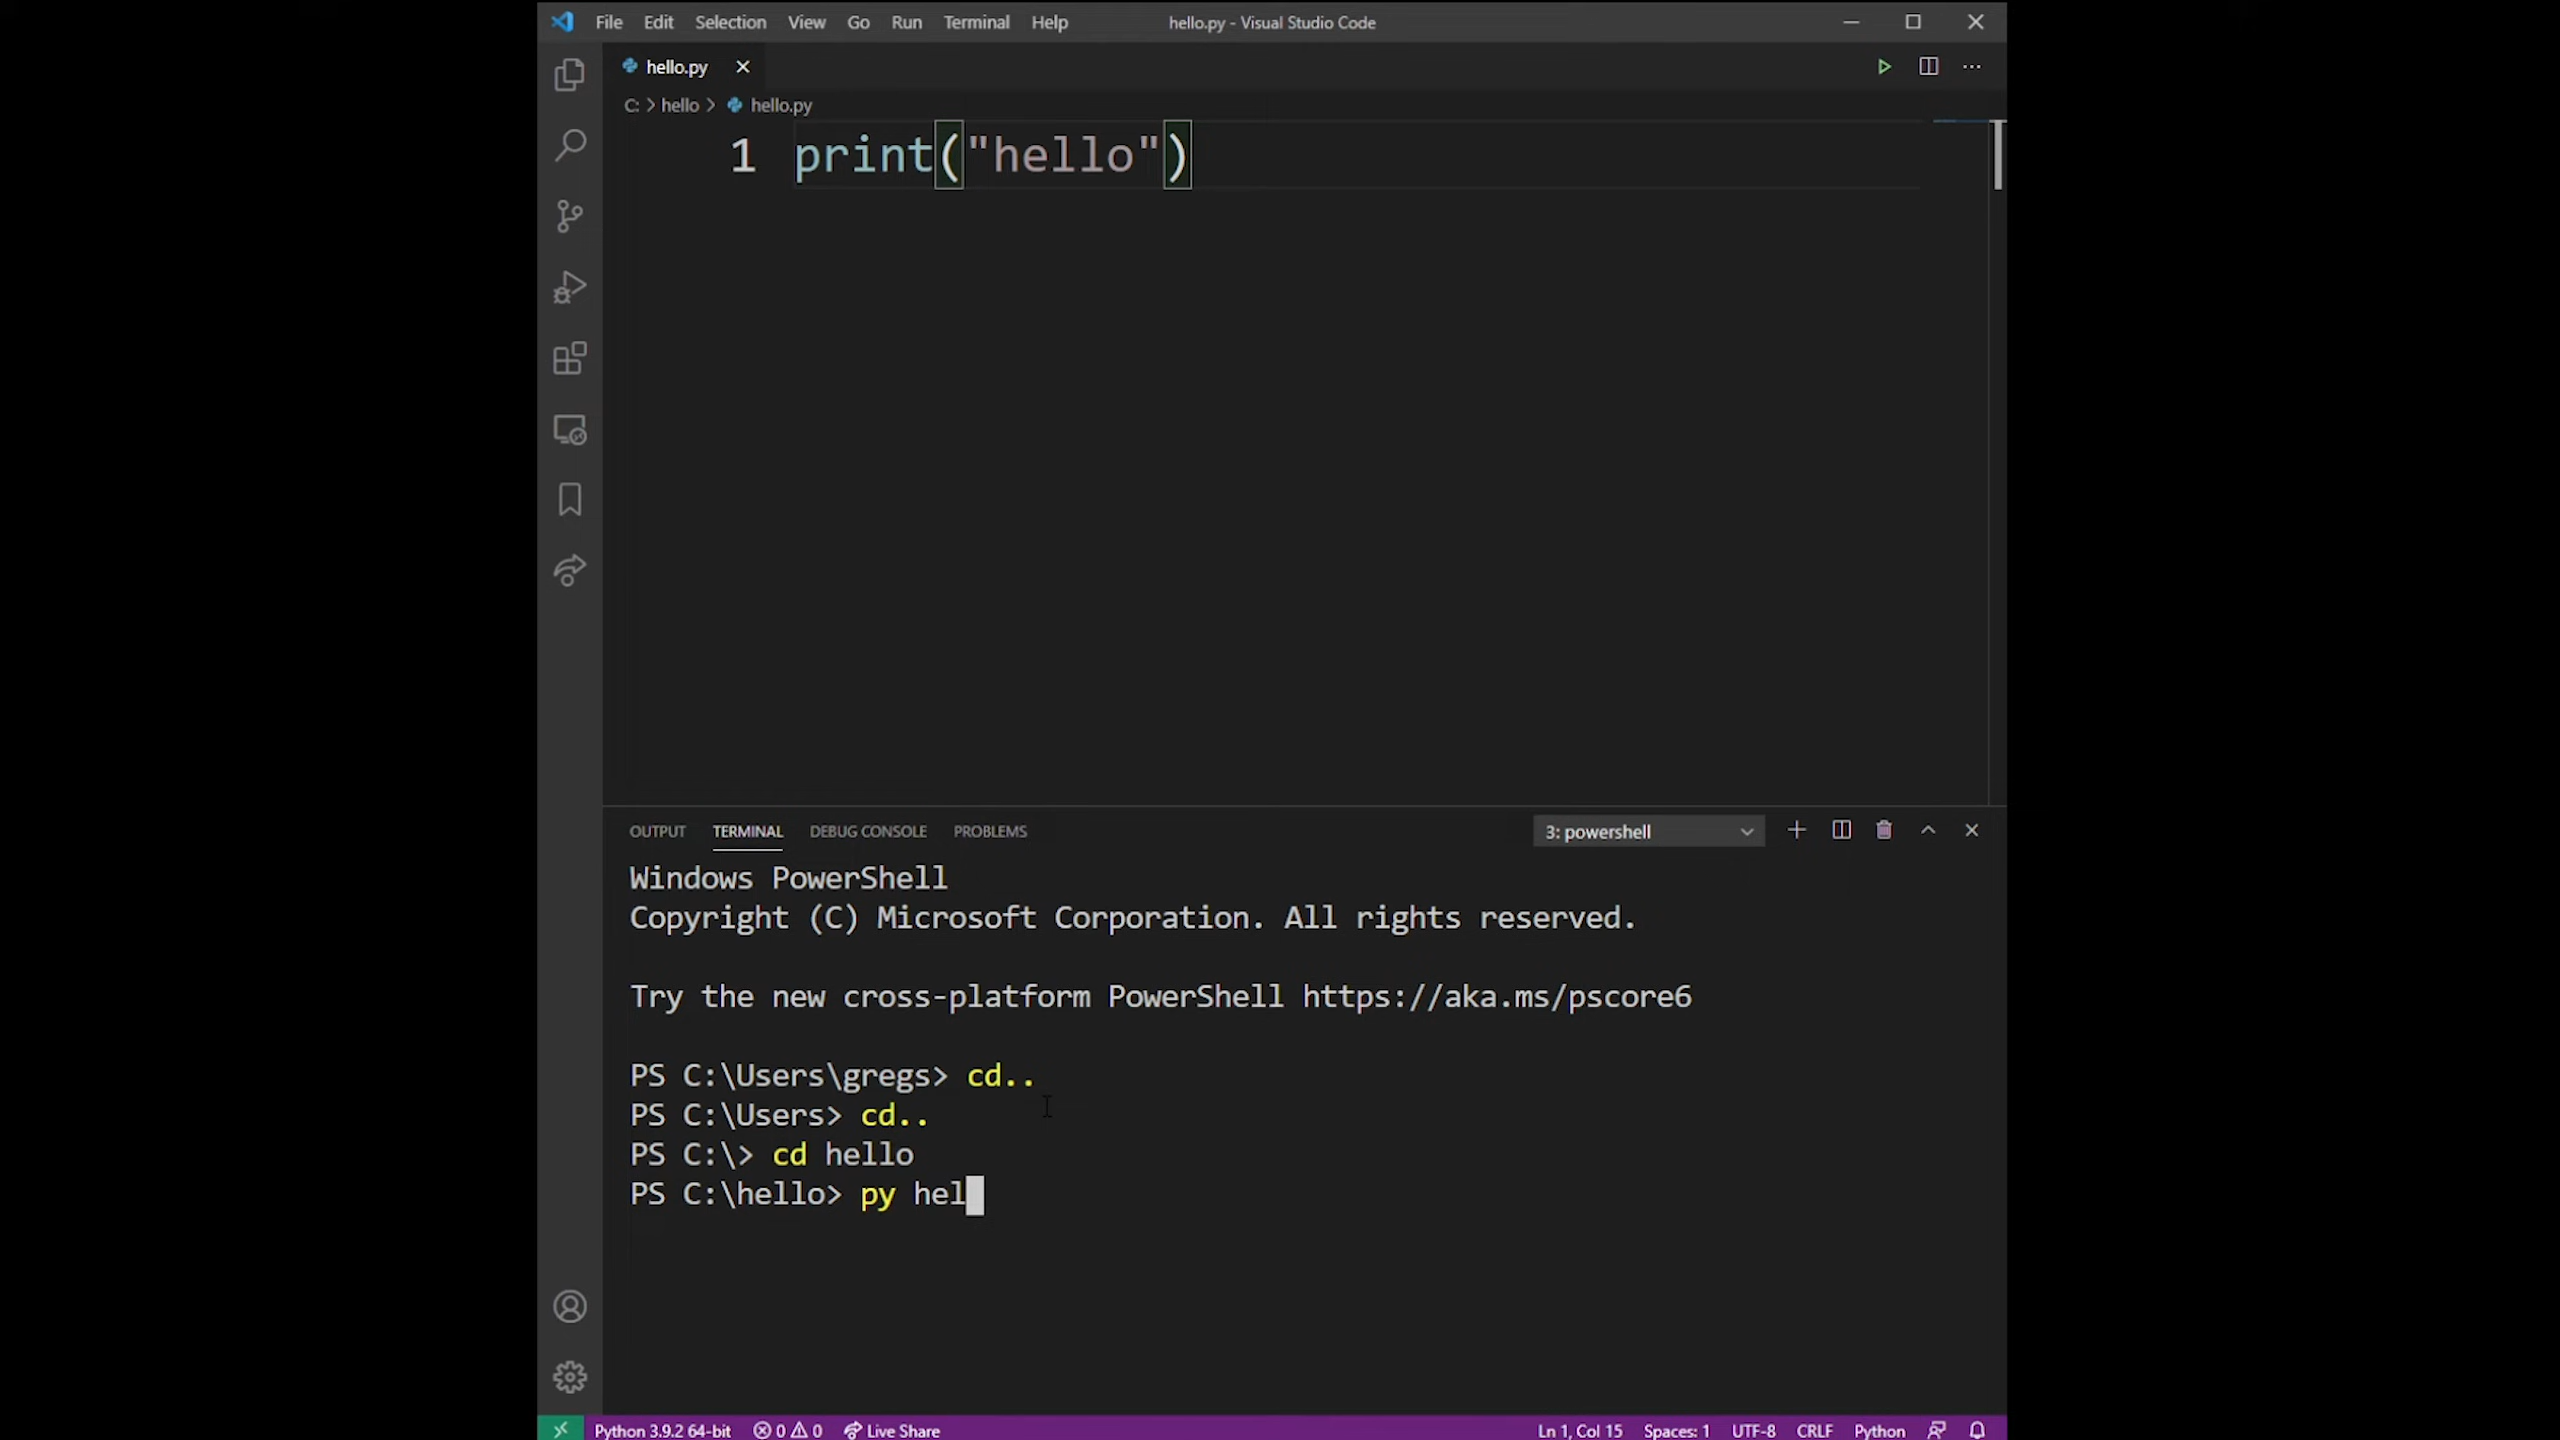 File Edit Selection View Go Run Terminal Help hello.py - Visual Studio Code
hello.py
C: > hello > hello.py
1 print("hello")
OUTPUT TERMINAL DEBUG CONSOLE PROBLEMS 3: powershell
Windows PowerShell
Copyright (C) Microsoft Corporation. All rights reserved.
Try the new cross-platform PowerShell https://aka.ms/pscore6
PS C:\Users\gregs> cd..
PS C:\Users> cd..
PS C:\> cd hello
PS C:\hello> py hel
Python 3.9.2 64-bit 0 0 Live Share Ln 1, Col 15 Spaces: 1 UTF-8 CRLF Python